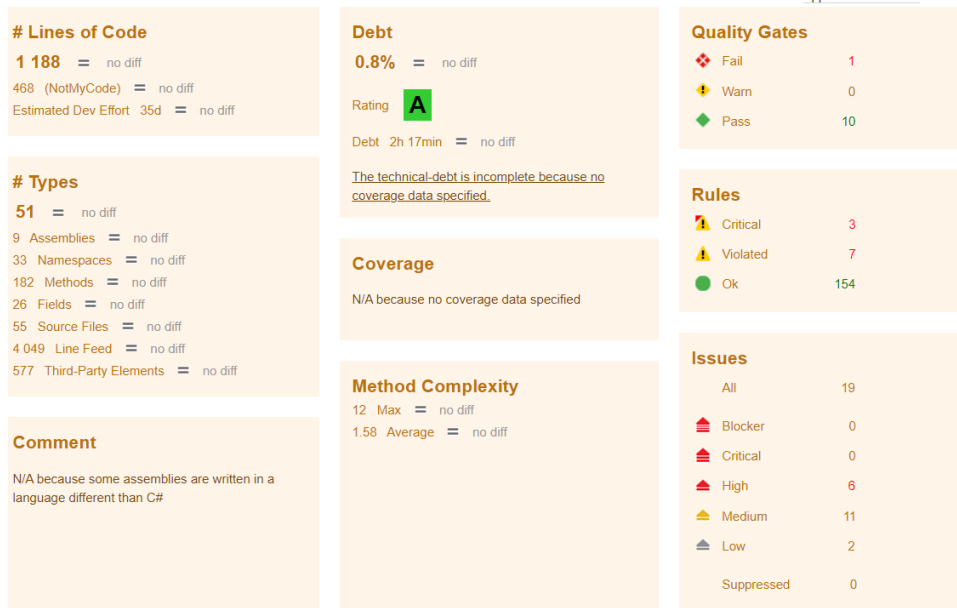 # Lines of Code
1 188 = no diff
468 (NotMyCode) = no diff
Estimated Dev Effort 35d = no diff
# Types
51 = no diff
9 Assemblies = no diff
33 Namespaces = no diff
182 Methods = no diff
26 Fields = no diff
55 Source Files = no diff
4 049 Line Feed = no diff
577 Third-Party Elements = no diff
Comment
N/A because some assemblies are written in a
language different than C#
Debt
0.8% = no diff
Rating A
Debt 2h 17min = no diff
The technical-debt is incomplete because no
coverage data specified.
Coverage
N/A because no coverage data specified
Method Complexity
12 Max = no diff
1.58 Average = no diff
Quality Gates
Fail 1
Warn 0
Pass 10
Rules
Critical 3
Violated 7
Ok 154
Issues
All 19
Blocker 0
Critical 0
High 6
Medium 11
Low 2
Suppressed 0